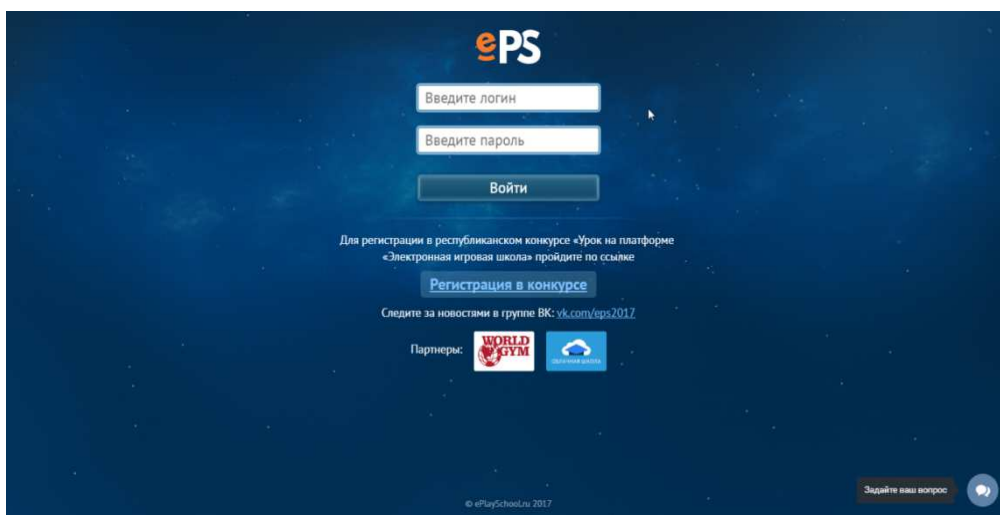 ePS
Введите логин
Введите пароль
Войти
Для регистрации в республиканском конкурсе «Урок на платформе
«Электронная игровая школа» пройдите по ссылке
Регистрация в конкурсе
Следите за новостями в группе ВК: vk.com/eps2017
Партнеры:
WORLD
GYM
ОБЛАЧНАЯ ШКОЛА
Задайте ваш вопрос
© ePlaySchool.ru 2017